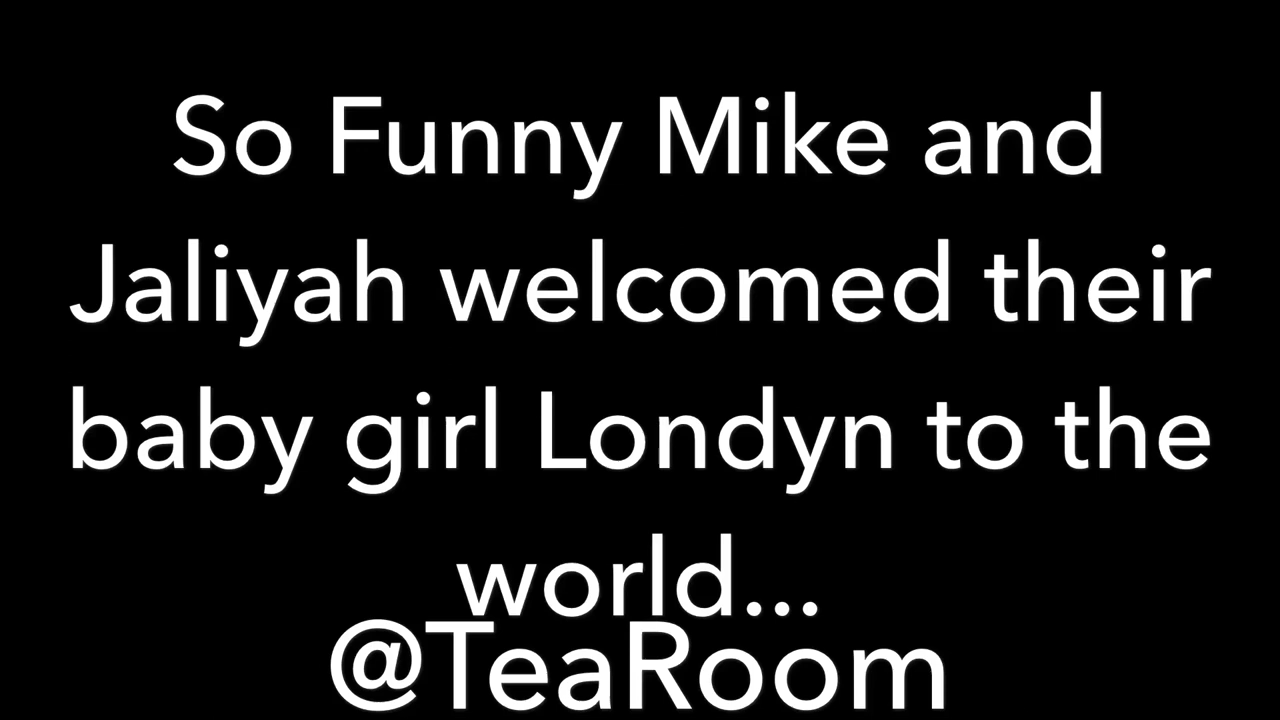 So Funny Mike and
Jaliyah welcomed their
baby girl Londyn to the
world...
@TeaRoom